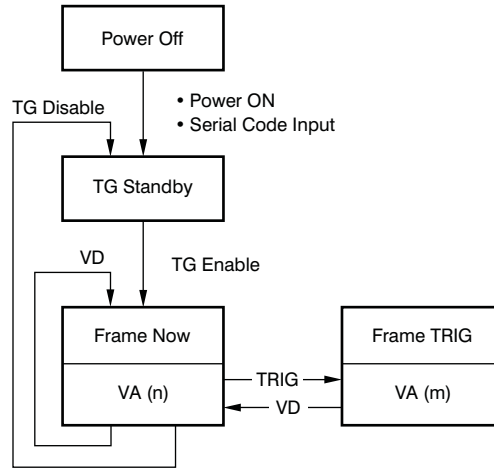 Power Off
TG Disable
• Power ON
• Serial Code Input
TG Standby
VD
TG Enable
Frame Now
Frame TRIG
TRIG
VA (n)
VA (m)
VD